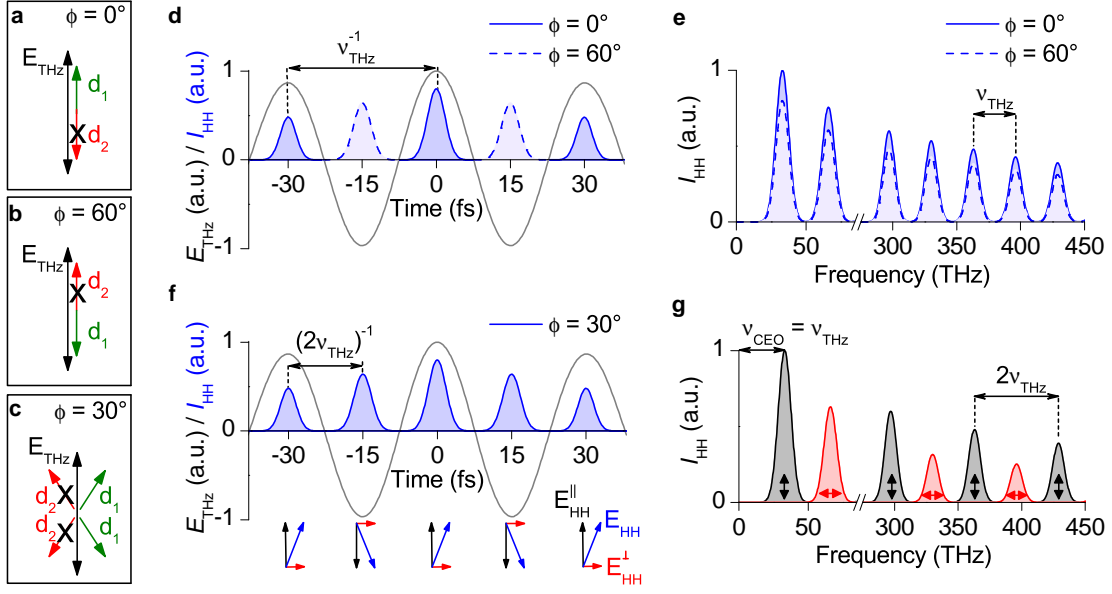 a
ϕ = 0°
E_THz
d_1
X
d_2
b
ϕ = 60°
E_THz
d_2
X
d_1
c
ϕ = 30°
E_THz
d_2 X d_1
d_2 X d_1
d
ϕ = 0°
ϕ = 60°
ν_THz^-1
E_THz (a.u.) / I_HH (a.u.)
1
0
-1
-30 -15 0 15 30
Time (fs)
e
ϕ = 0°
ϕ = 60°
ν_THz
I_HH (a.u.)
1
0
0 50 300 350 400 450
Frequency (THz)
f
ϕ = 30°
(2ν_THz)^-1
E_THz (a.u.) / I_HH (a.u.)
1
0
-1
-30 -15 0 15 30
Time (fs)
E_HH^||
E_HH
E_HH^⊥
g
ν_CEO = ν_THz
2ν_THz
I_HH (a.u.)
1
0
0 50 300 350 400 450
Frequency (THz)